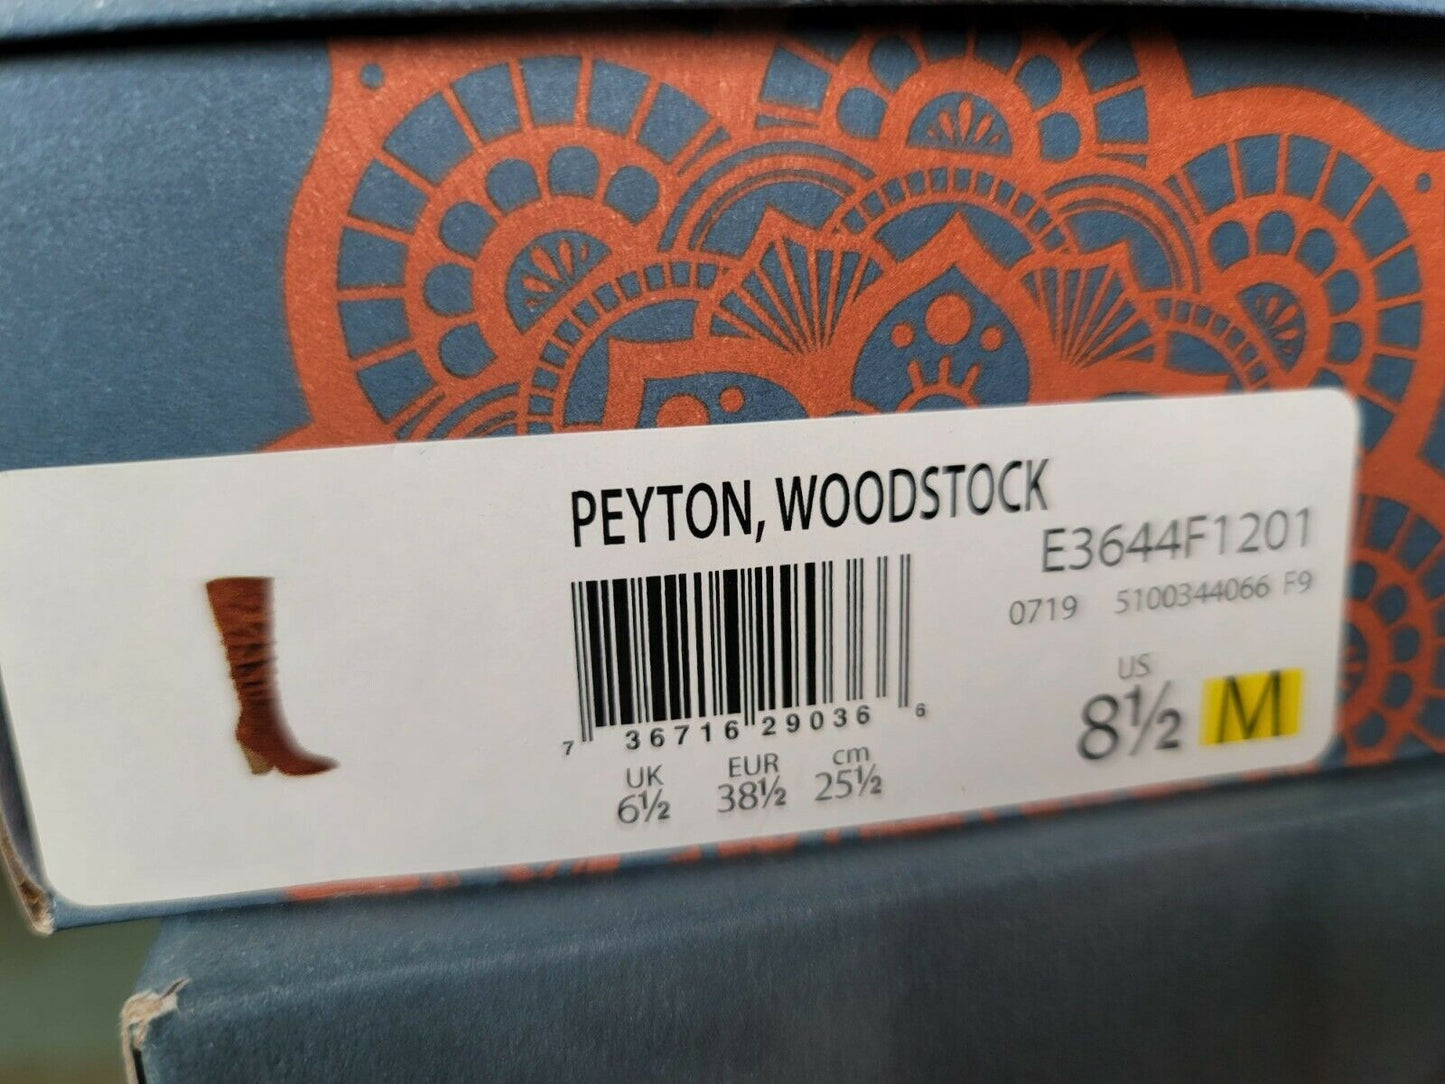 PEYTON, WOODSTOCK
E3644F1201
0719 5100344066 F9
7 36716 29036 6
UK EUR cm
6½ 38½ 25½
US
8½ M